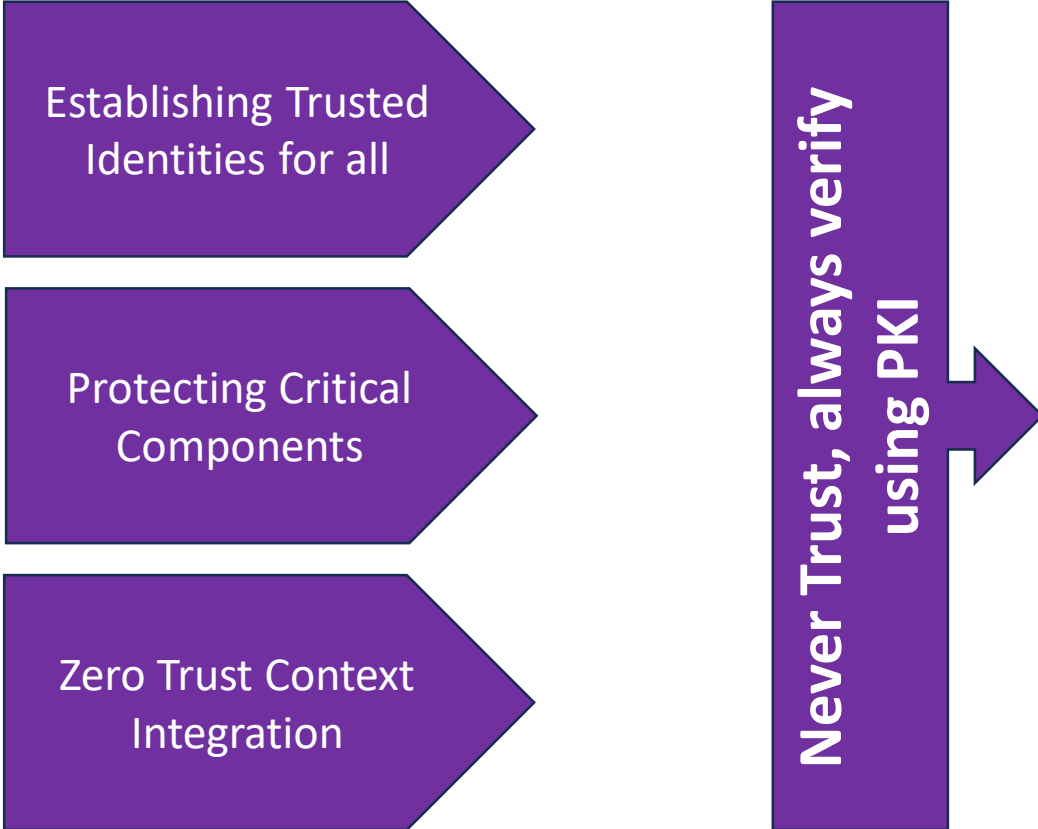 Establishing Trusted
Identities for all
Protecting Critical
Components
Zero Trust Context
Integration
Never Trust, always verify
using PKI